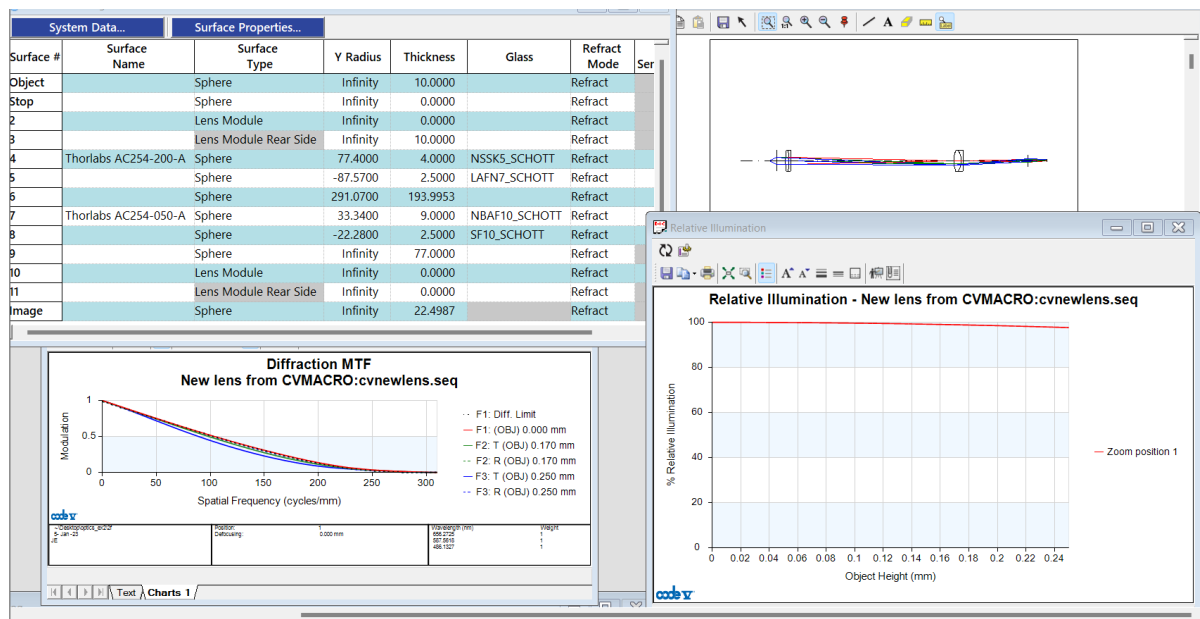 System Data... Surface Properties...
Surface # Surface Name Surface Type Y Radius Thickness Glass Refract Mode Ser
Object Sphere Infinity 10.0000 Refract
Stop Sphere Infinity 0.0000 Refract
2 Lens Module Infinity 0.0000 Refract
3 Lens Module Rear Side Infinity 10.0000 Refract
4 Thorlabs AC254-200-A Sphere 77.4000 4.0000 NSSK5_SCHOTT Refract
5 Sphere -87.5700 2.5000 LAFN7_SCHOTT Refract
6 Sphere 291.0700 193.9953 Refract
7 Thorlabs AC254-050-A Sphere 33.3400 9.0000 NBAF10_SCHOTT Refract
8 Sphere -22.2800 2.5000 SF10_SCHOTT Refract
9 Sphere Infinity 77.0000 Refract
10 Lens Module Infinity 0.0000 Refract
11 Lens Module Rear Side Infinity 0.0000 Refract
Image Sphere Infinity 22.4987 Refract
Diffraction MTF
New lens from CVMACRO:cvnewlens.seq
Modulation
1
0.5
0
0 50 100 150 200 250 300
Spatial Frequency (cycles/mm)
F1: Diff. Limit
F1: (OBJ) 0.000 mm
F2: T (OBJ) 0.170 mm
F2: R (OBJ) 0.170 mm
F3: T (OBJ) 0.250 mm
F3: R (OBJ) 0.250 mm
code V
5-Jan-23
JE
Position: 1
Defocusing: 0.000 mm
Wavelength (nm) Weight
656.2725 1
587.5618 1
486.1327 1
Text Charts 1
Relative Illumination
Relative Illumination - New lens from CVMACRO:cvnewlens.seq
% Relative Illumination
100
80
60
40
20
0
0 0.02 0.04 0.06 0.08 0.1 0.12 0.14 0.16 0.18 0.2 0.22 0.24
Object Height (mm)
Zoom position 1
code V